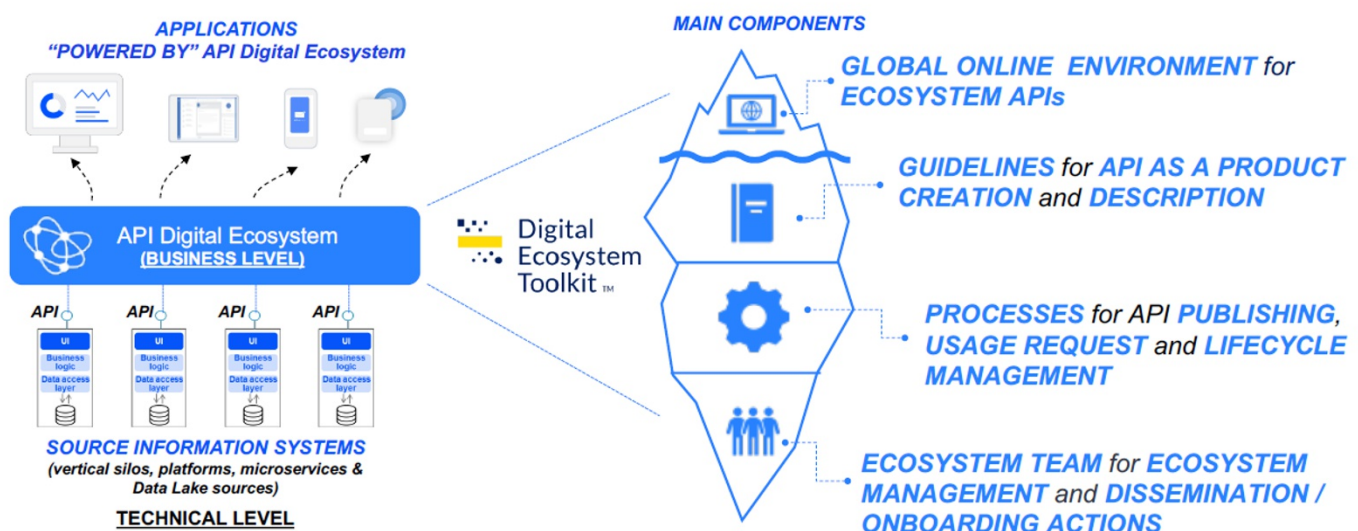 APPLICATIONS
“POWERED BY” API Digital Ecosystem
API Digital Ecosystem
(BUSINESS LEVEL)
API
API
API
API
UI
Business
logic
Data access
layer
UI
Business
logic
Data access
layer
UI
Business
logic
Data access
layer
UI
Business
logic
Data access
layer
SOURCE INFORMATION SYSTEMS
(vertical silos, platforms, microservices &
Data Lake sources)
TECHNICAL LEVEL
Digital
Ecosystem
Toolkit ™
MAIN COMPONENTS
GLOBAL ONLINE ENVIRONMENT for
ECOSYSTEM APIs
GUIDELINES for API AS A PRODUCT
CREATION and DESCRIPTION
PROCESSES for API PUBLISHING,
USAGE REQUEST and LIFECYCLE
MANAGEMENT
ECOSYSTEM TEAM for ECOSYSTEM
MANAGEMENT and DISSEMINATION /
ONBOARDING ACTIONS